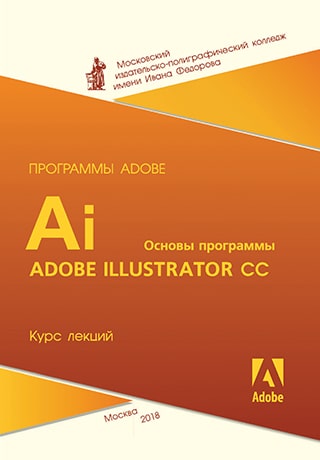 Московский
издательско-полиграфический колледж
имени Ивана Федорова
ПРОГРАММЫ ADOBE
Ai
Основы программы
ADOBE ILLUSTRATOR CC
Курс лекций
Adobe
Москва
2018